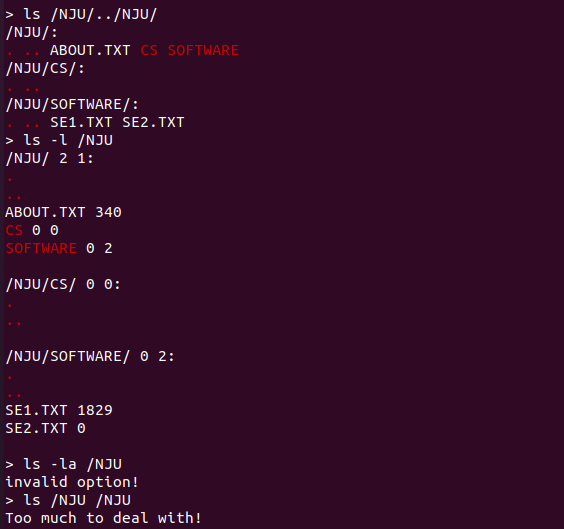 > ls /NJU/../NJU/
/NJU/:
. .. ABOUT.TXT CS SOFTWARE
/NJU/CS/:
. ..
/NJU/SOFTWARE/:
. .. SE1.TXT SE2.TXT
> ls -l /NJU
/NJU/ 2 1:
.
..
ABOUT.TXT 340
CS 0 0
SOFTWARE 0 2
/NJU/CS/ 0 0:
.
..
/NJU/SOFTWARE/ 0 2:
.
..
SE1.TXT 1829
SE2.TXT 0
> ls -la /NJU
invalid option!
> ls /NJU /NJU
Too much to deal with!